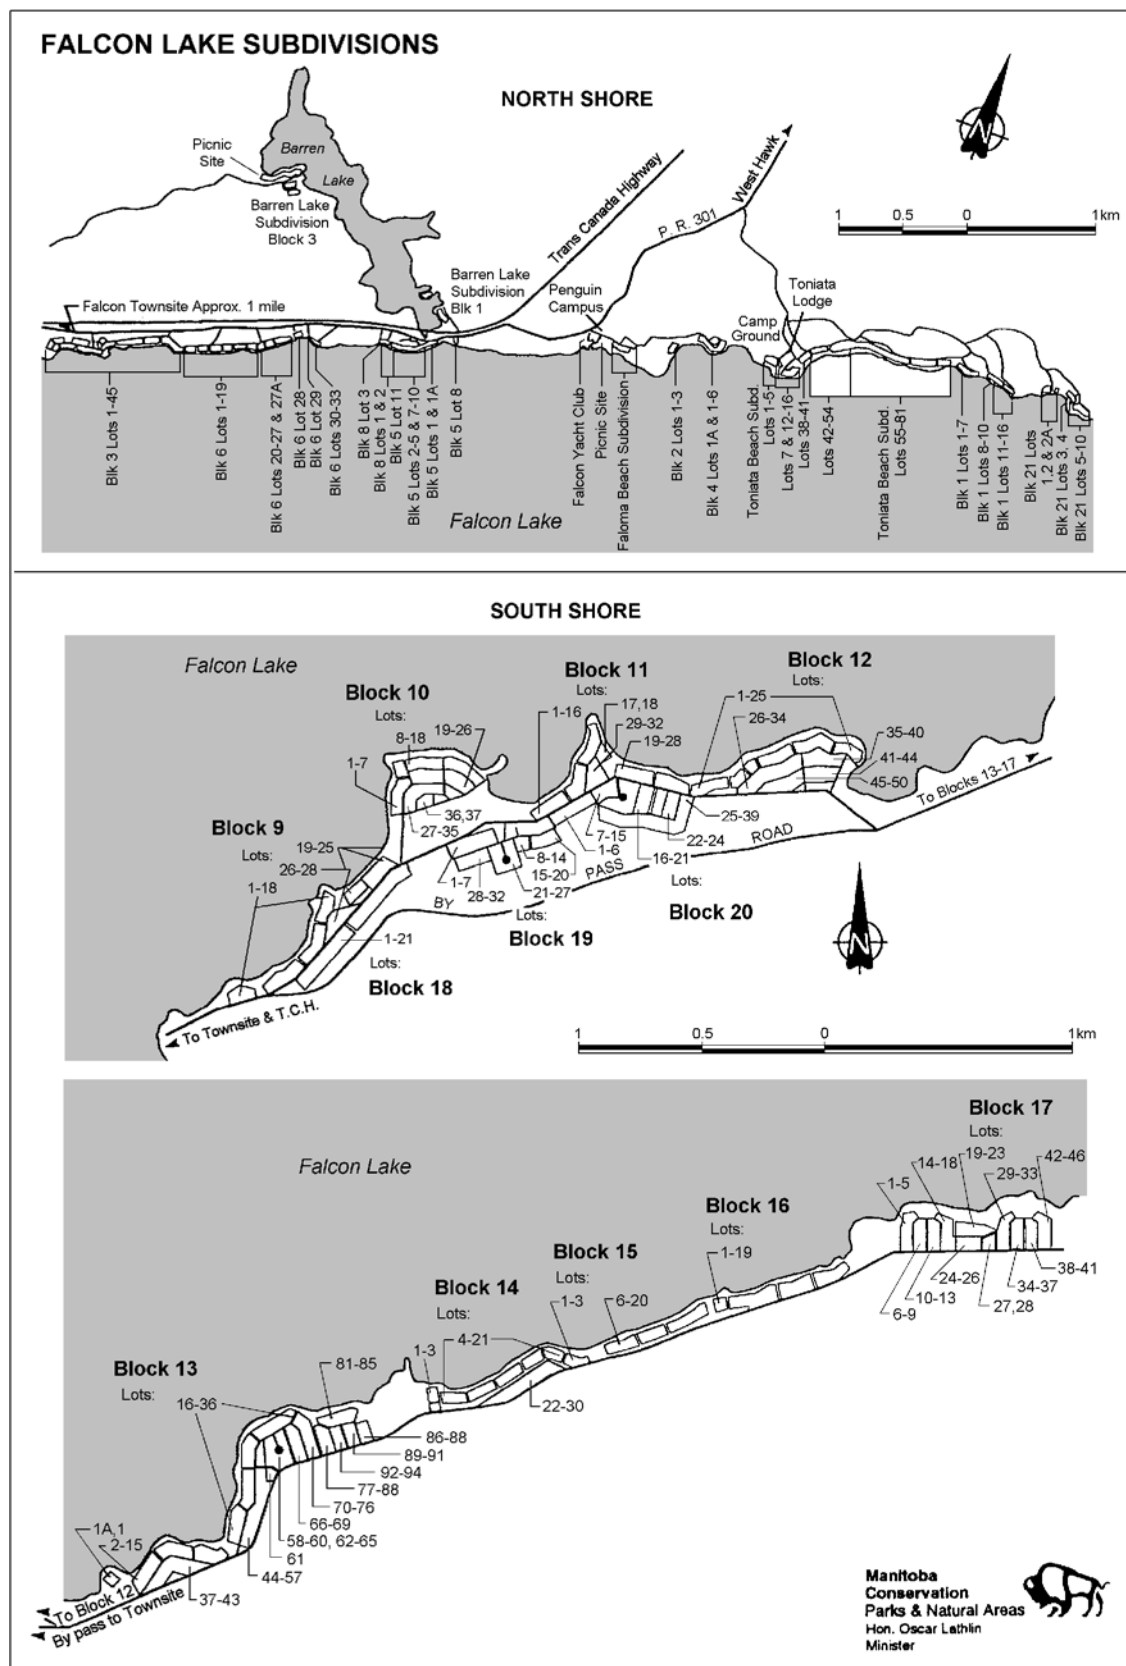 FALCON LAKE SUBDIVISIONS
NORTH SHORE
N
Picnic
Site
Barren
Lake
Barren Lake
Subdivision
Block 3
Trans Canada Highway
West Hawk
P. R. 301
1
0.5
0
1km
Barren Lake
Subdivision
Blk 1
Penguin
Campus
Toniata
Lodge
Camp
Ground
Falcon Townsite Approx. 1 mile
Blk 3 Lots 1-45
Blk 6 Lots 1-19
Blk 6 Lots 20-27 & 27A
Blk 6 Lot 28
Blk 6 Lot 29
Blk 6 Lots 30-33
Blk 8 Lot 3
Blk 8 Lots 1 & 2
Blk 5 Lot 11
Blk 5 Lots 2-5 & 7-10
Blk 5 Lots 1 & 1A
Blk 5 Lot 8
Falcon Yacht Club
Picnic Site
Faloma Beach Subdivision
Blk 2 Lots 1-3
Blk 4 Lots 1A & 1-6
Toniata Beach Subd.
Lots 1-5
Lots 7 & 12-16
Lots 38-41
Lots 42-54
Toniata Beach Subd.
Lots 55-81
Blk 1 Lots 1-7
Blk 1 Lots 8-10
Blk 1 Lots 11-16
Blk 21 Lots
1,2 & 2A
Blk 21 Lots 3, 4
Blk 21 Lots 5-10
Falcon Lake
SOUTH SHORE
Falcon Lake
Block 9
Lots:
1-18
26-28
19-25
Block 10
Lots:
1-7
8-18
19-26
27-35
36,37
Block 11
Lots:
1-16
17,18
29-32
19-28
Block 12
Lots:
1-25
26-34
35-40
41-44
45-50
To Blocks 13-17
BY
PASS
ROAD
1-21
Lots:
Block 18
1-7
28-32
8-14
15-20
21-27
Lots:
Block 19
1-6
7-15
16-21
22-24
25-39
Lots:
Block 20
To Townsite & T.C.H.
N
1
0.5
0
1km
Falcon Lake
Block 13
Lots:
16-36
81-85
1A,1
2-15
37-43
44-57
61
58-60, 62-65
66-69
70-76
77-88
92-94
89-91
86-88
To Block 12
By pass to Townsite
Block 14
Lots:
1-3
4-21
22-30
Block 15
Lots:
1-3
6-20
Block 16
Lots:
1-19
Block 17
Lots:
1-5
14-18
19-23
29-33
42-46
6-9
10-13
24-26
27,28
34-37
38-41
Manitoba
Conservation
Parks & Natural Areas
Hon. Oscar Lathlin
Minister